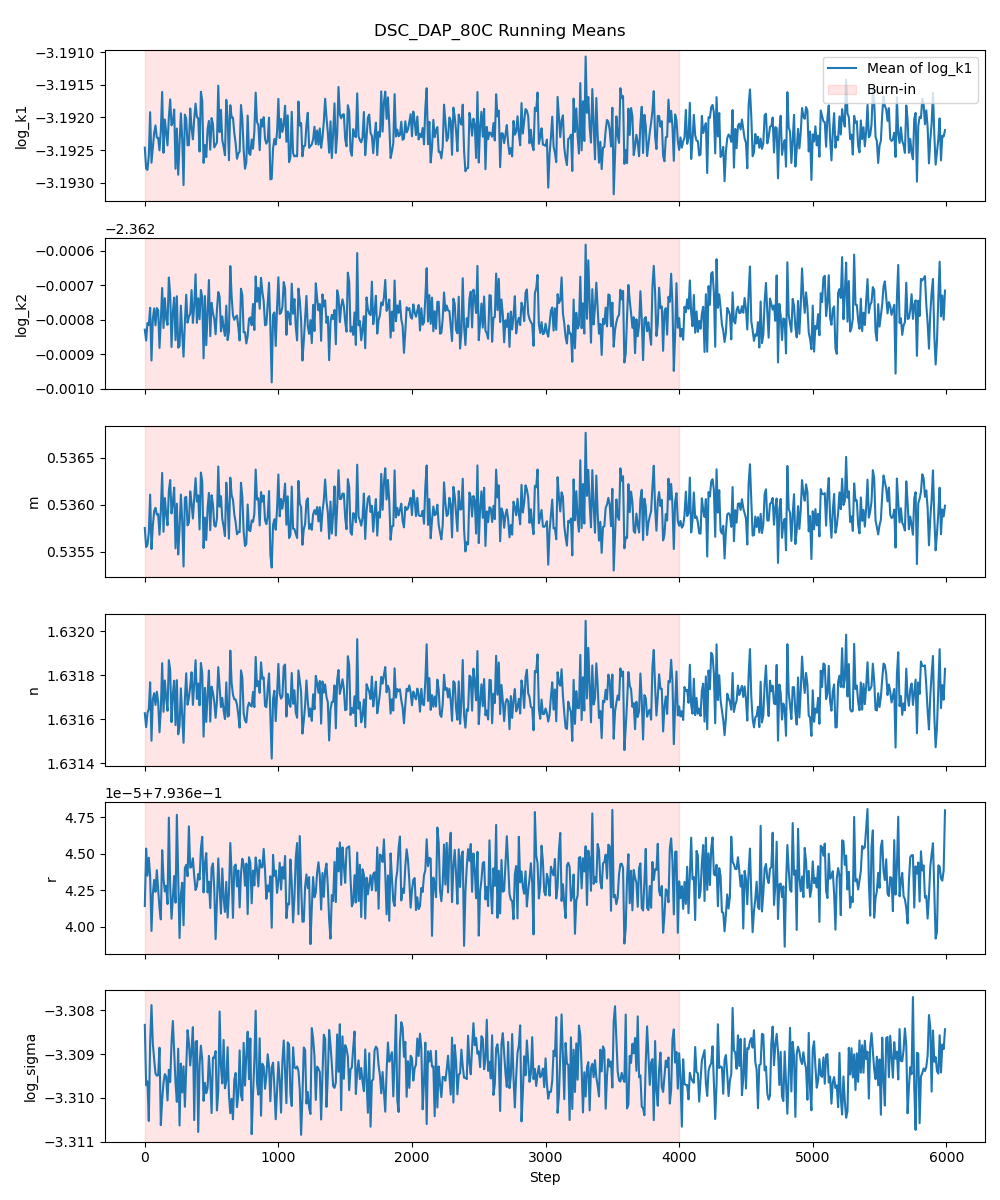 DSC_DAP_80C Running Means
−3.1910
−3.1915
−3.1920
−3.1925
−3.1930
log_k1
Mean of log_k1
Burn-in
−2.362
−0.0006
−0.0007
−0.0008
−0.0009
−0.0010
log_k2
0.5365
0.5360
0.5355
m
1.6320
1.6318
1.6316
1.6314
n
1e−5+7.936e−1
4.75
4.50
4.25
4.00
r
−3.308
−3.309
−3.310
−3.311
log_sigma
0 1000 2000 3000 4000 5000 6000
Step